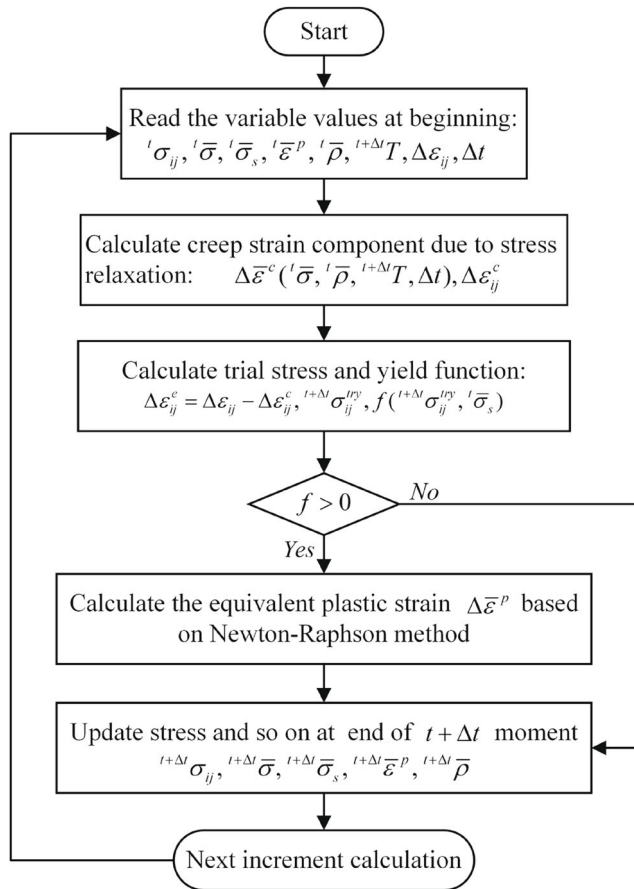 Start
Read the variable values at beginning:
ᵗσᵢⱼ, ᵗσ̅, ᵗσ̅ₛ, ᵗε̅ᵖ, ᵗρ̅, ᵗ⁺ᐞᵗT, Δεᵢⱼ, Δt
Calculate creep strain component due to stress
relaxation: Δε̅ᶜ(ᵗσ̅, ᵗρ̅, ᵗ⁺ᐞᵗT, Δt), Δεᵢⱼᶜ
Calculate trial stress and yield function:
Δεᵢⱼᵉ = Δεᵢⱼ − Δεᵢⱼᶜ, ᵗ⁺ᐞᵗσᵢⱼᵗʳʸ, f(ᵗ⁺ᐞᵗσᵢⱼᵗʳʸ, ᵗσ̅ₛ)
f > 0
No
Yes
Calculate the equivalent plastic strain Δε̅ᵖ based
on Newton-Raphson method
Update stress and so on at end of t + Δt moment
ᵗ⁺ᐞᵗσᵢⱼ, ᵗ⁺ᐞᵗσ̅, ᵗ⁺ᐞᵗσ̅ₛ, ᵗ⁺ᐞᵗε̅ᵖ, ᵗ⁺ᐞᵗρ̅
Next increment calculation